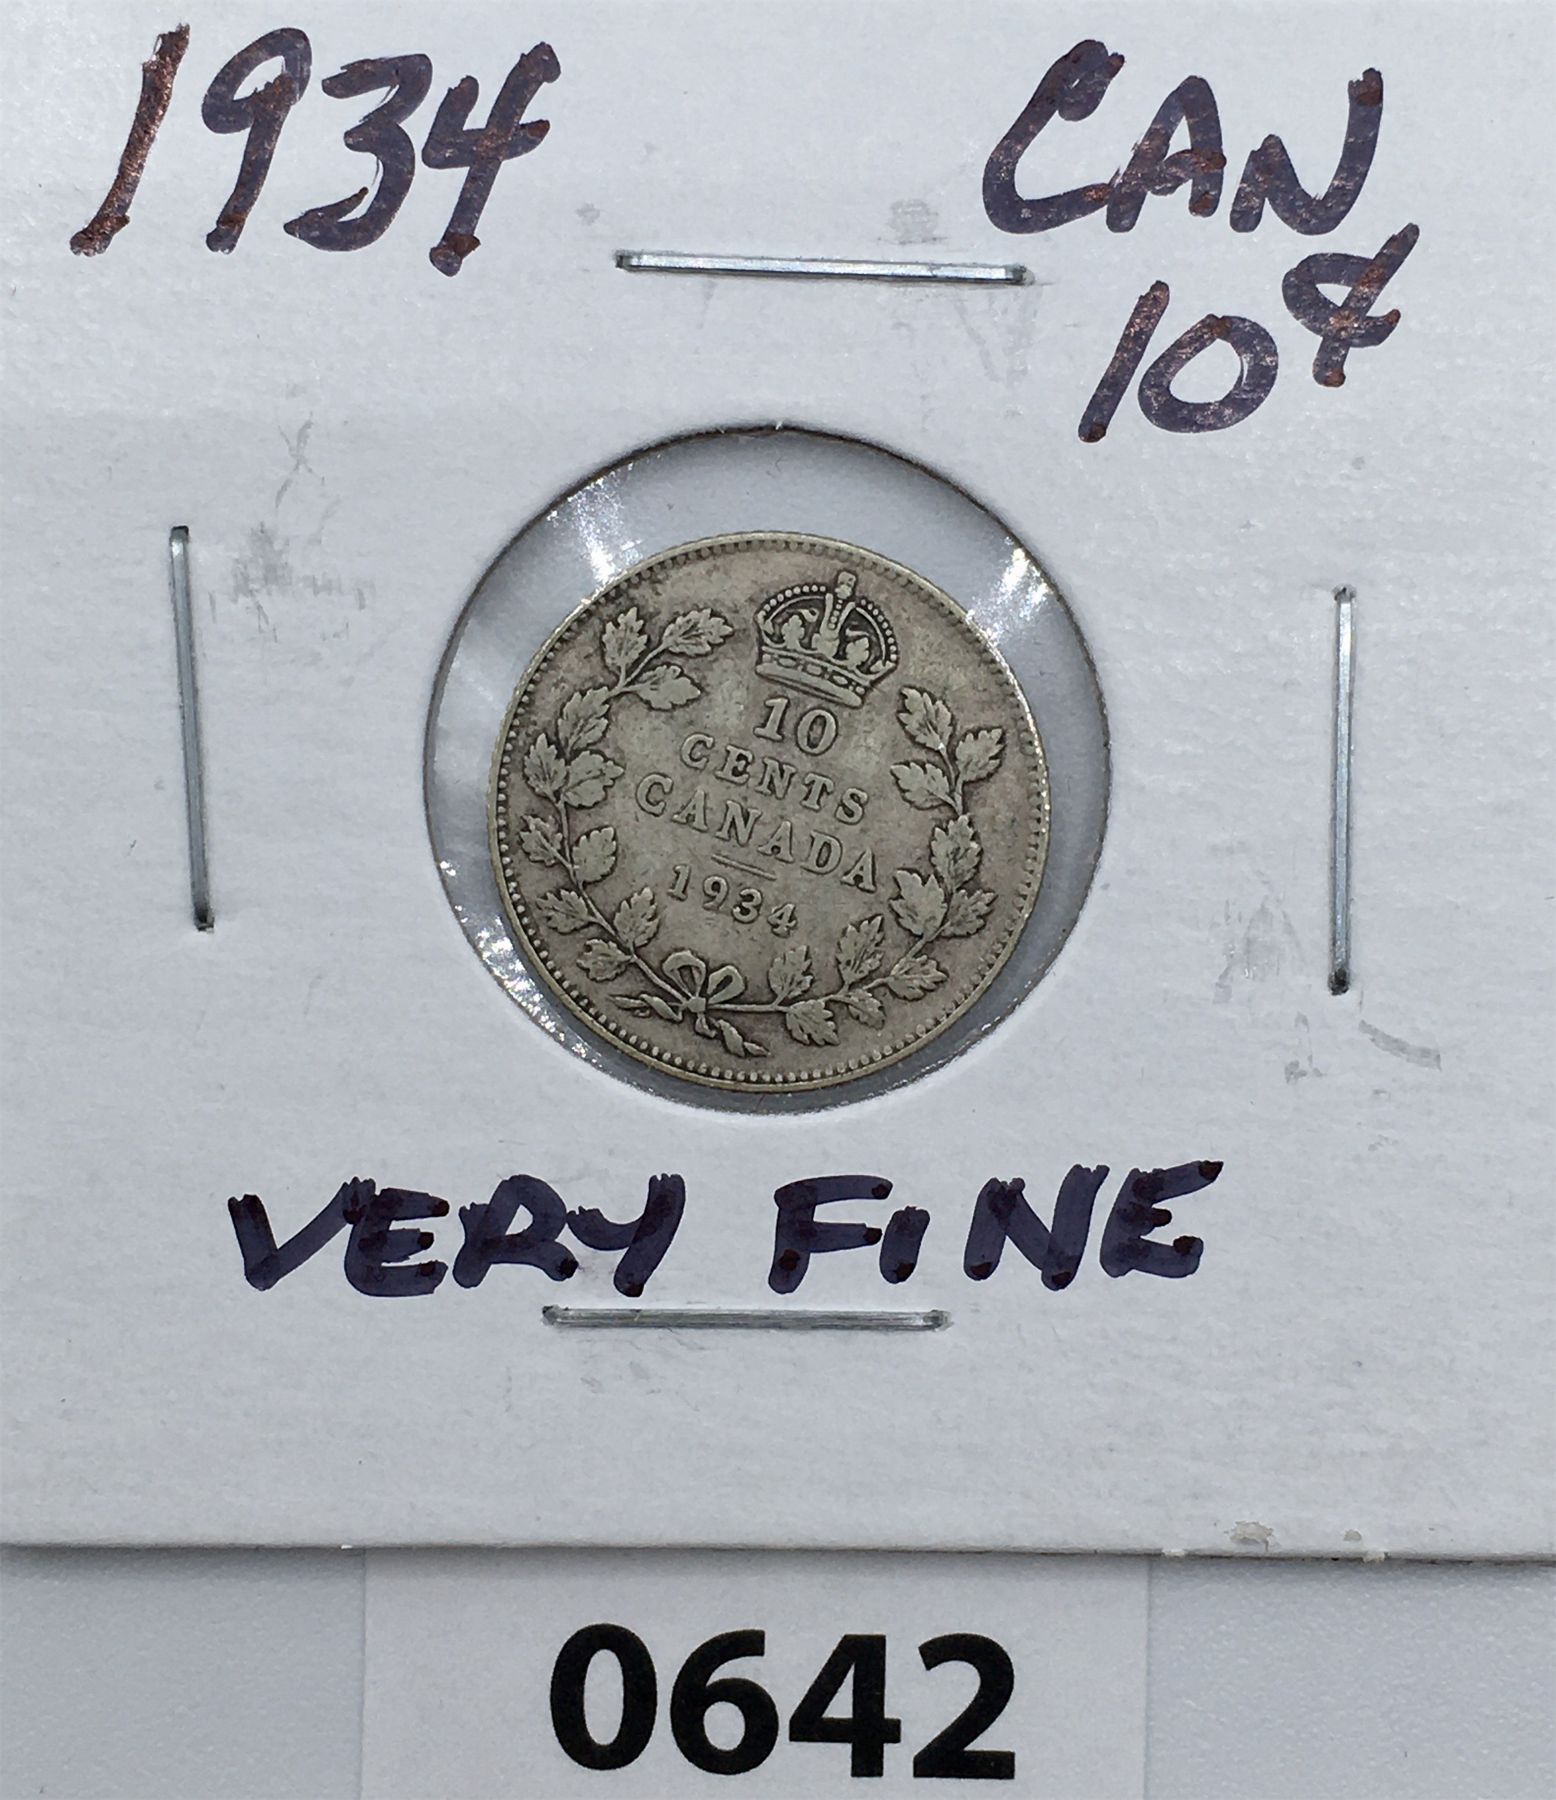 1934 CAN
10¢
10
CENTS
CANADA
1934
VERY FINE
0642